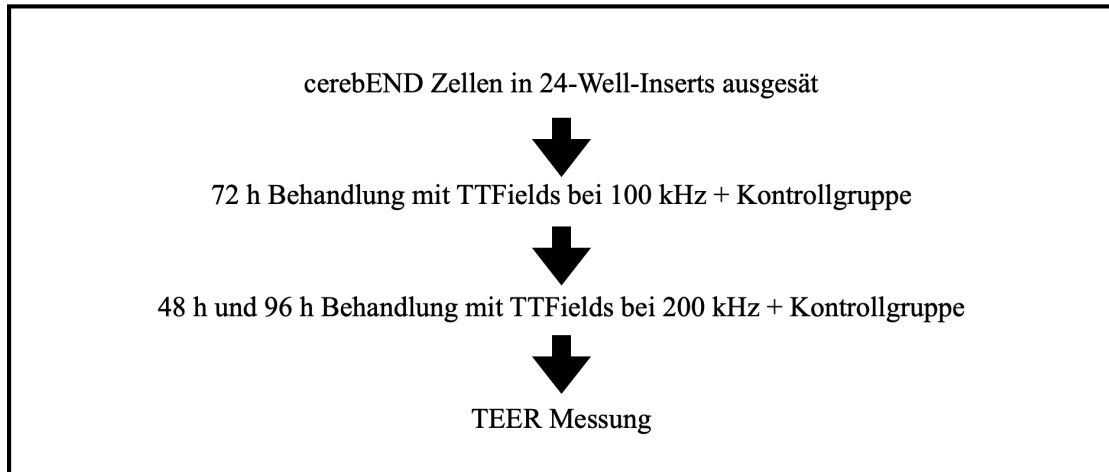 cerebEND Zellen in 24-Well-Inserts ausgesät
72 h Behandlung mit TTFields bei 100 kHz + Kontrollgruppe
48 h und 96 h Behandlung mit TTFields bei 200 kHz + Kontrollgruppe
TEER Messung